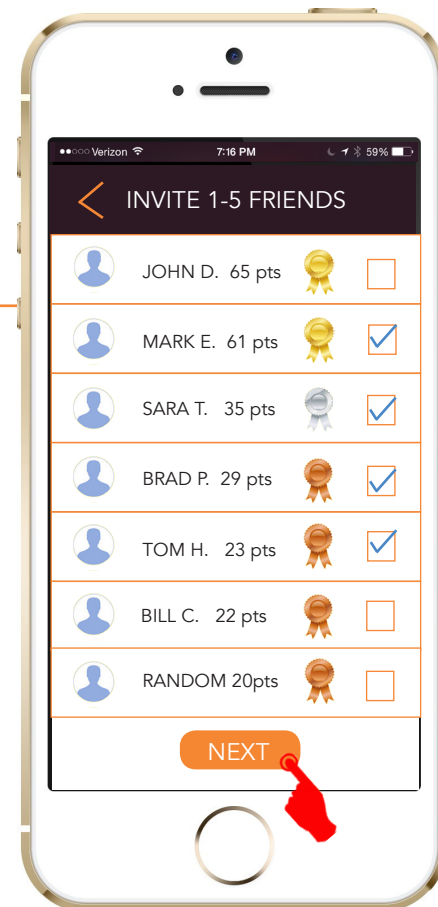 Verizon 7:16 PM 59%
INVITE 1-5 FRIENDS
JOHN D. 65 pts
MARK E. 61 pts
SARA T. 35 pts
BRAD P. 29 pts
TOM H. 23 pts
BILL C. 22 pts
RANDOM 20pts
NEXT